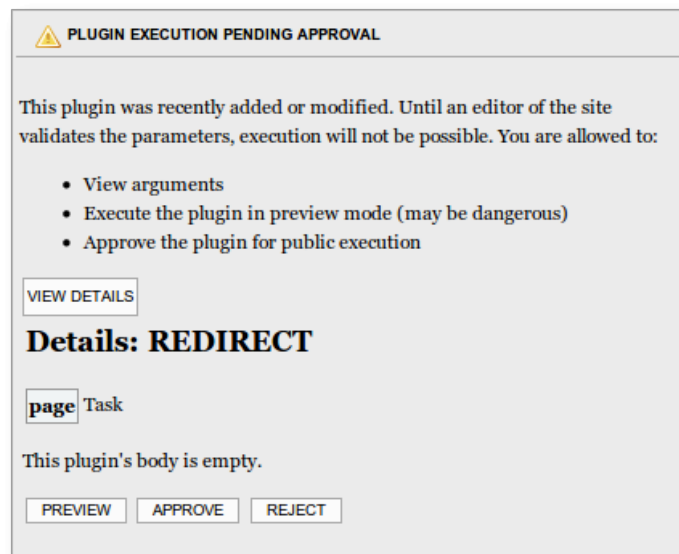 PLUGIN EXECUTION PENDING APPROVAL
This plugin was recently added or modified. Until an editor of the site
validates the parameters, execution will not be possible. You are allowed to:
• View arguments
• Execute the plugin in preview mode (may be dangerous)
• Approve the plugin for public execution
VIEW DETAILS
Details: REDIRECT
page Task
This plugin's body is empty.
PREVIEW APPROVE REJECT